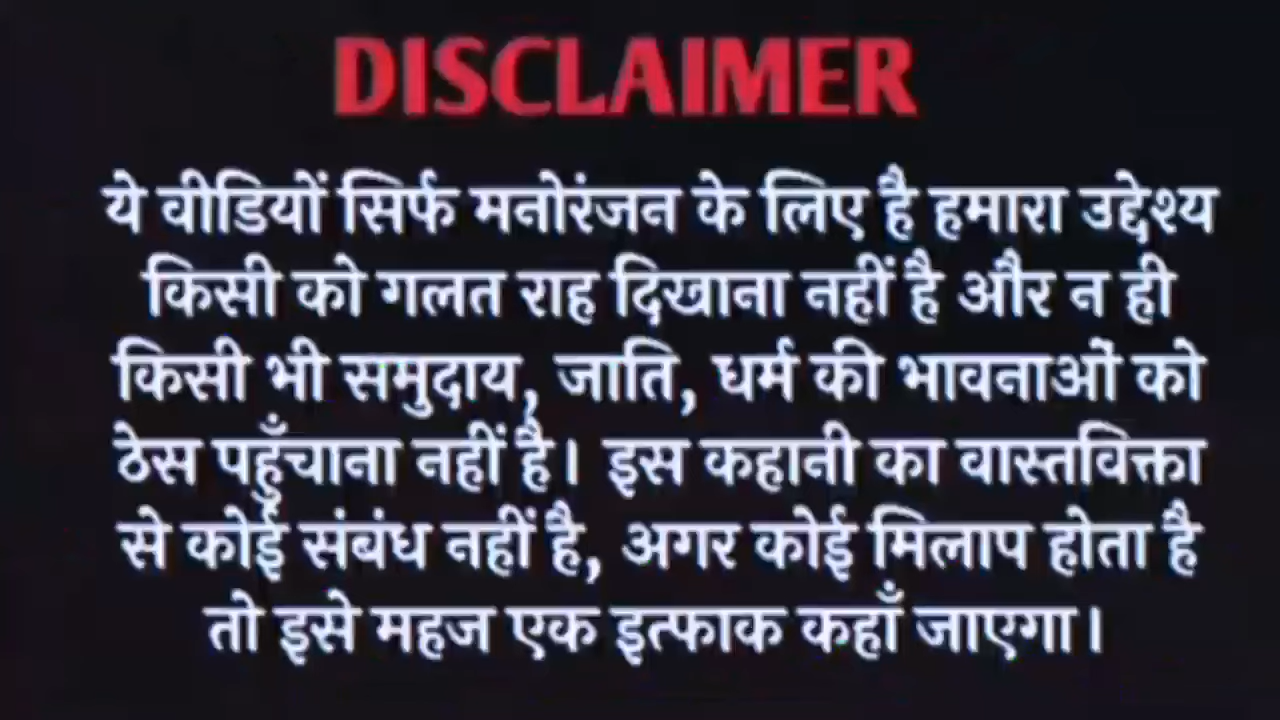 DISCLAIMER
ये वीडियों सिर्फ मनोरंजन के लिए है हमारा उद्देश्य
किसी को गलत राह दिखाना नहीं है और न ही
किसी भी समुदाय, जाति, धर्म की भावनाओं को
ठेस पहुँचाना नहीं है। इस कहानी का वास्तविक्ता
से कोई संबंध नहीं है, अगर कोई मिलाप होता है
तो इसे महज एक इत्फाक कहाँ जाएगा।